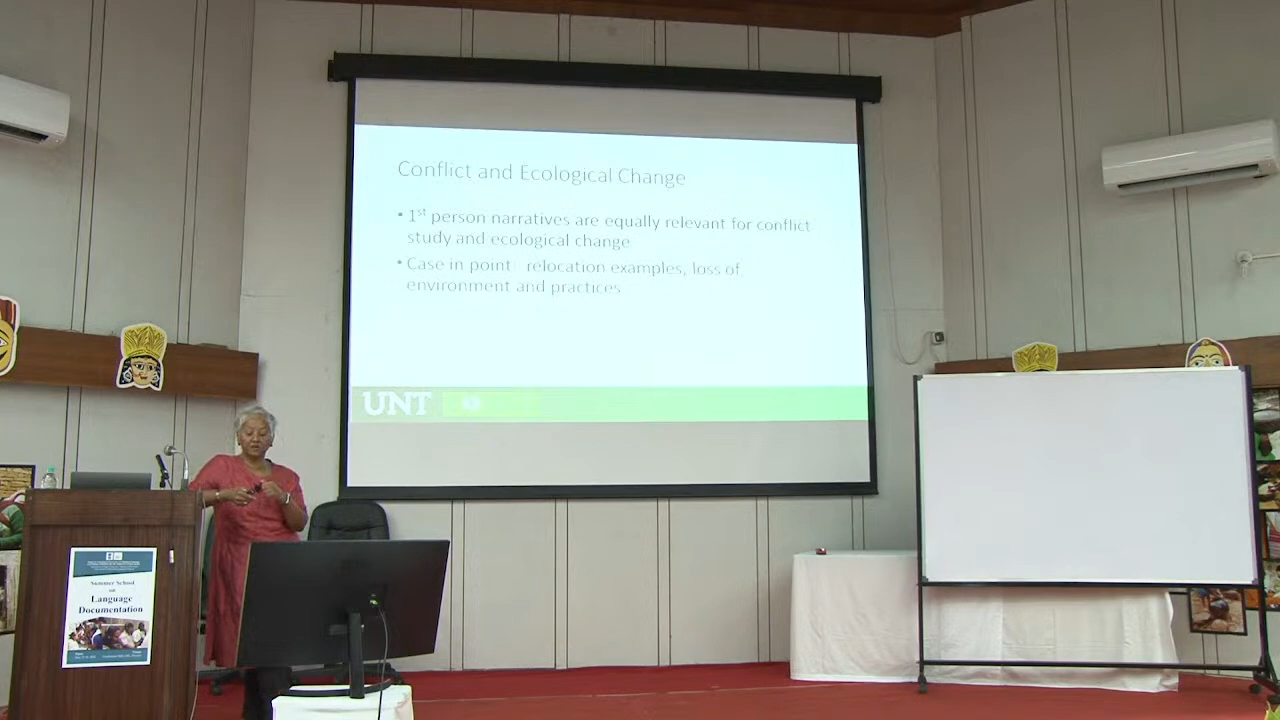 Conflict and Ecological Change
• 1st person narratives are equally relevant for conflict
study and ecological change
• Case in point: relocation examples, loss of
environment and practices
UNT
Summer School
on
Language
Documentation